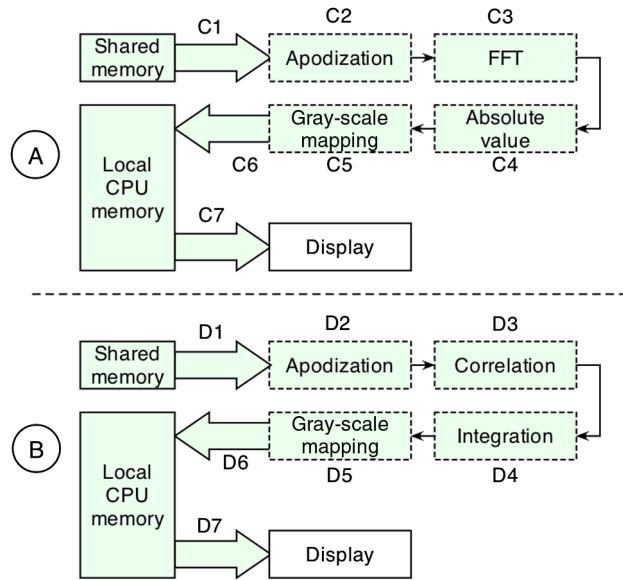 C1
C2
C3
Shared
memory
Apodization
FFT
Gray-scale
mapping
Absolute
value
C6
C5
C4
A
Local
CPU
memory
C7
Display
D1
D2
D3
Shared
memory
Apodization
Correlation
Gray-scale
mapping
Integration
D6
D5
D4
B
Local
CPU
memory
D7
Display